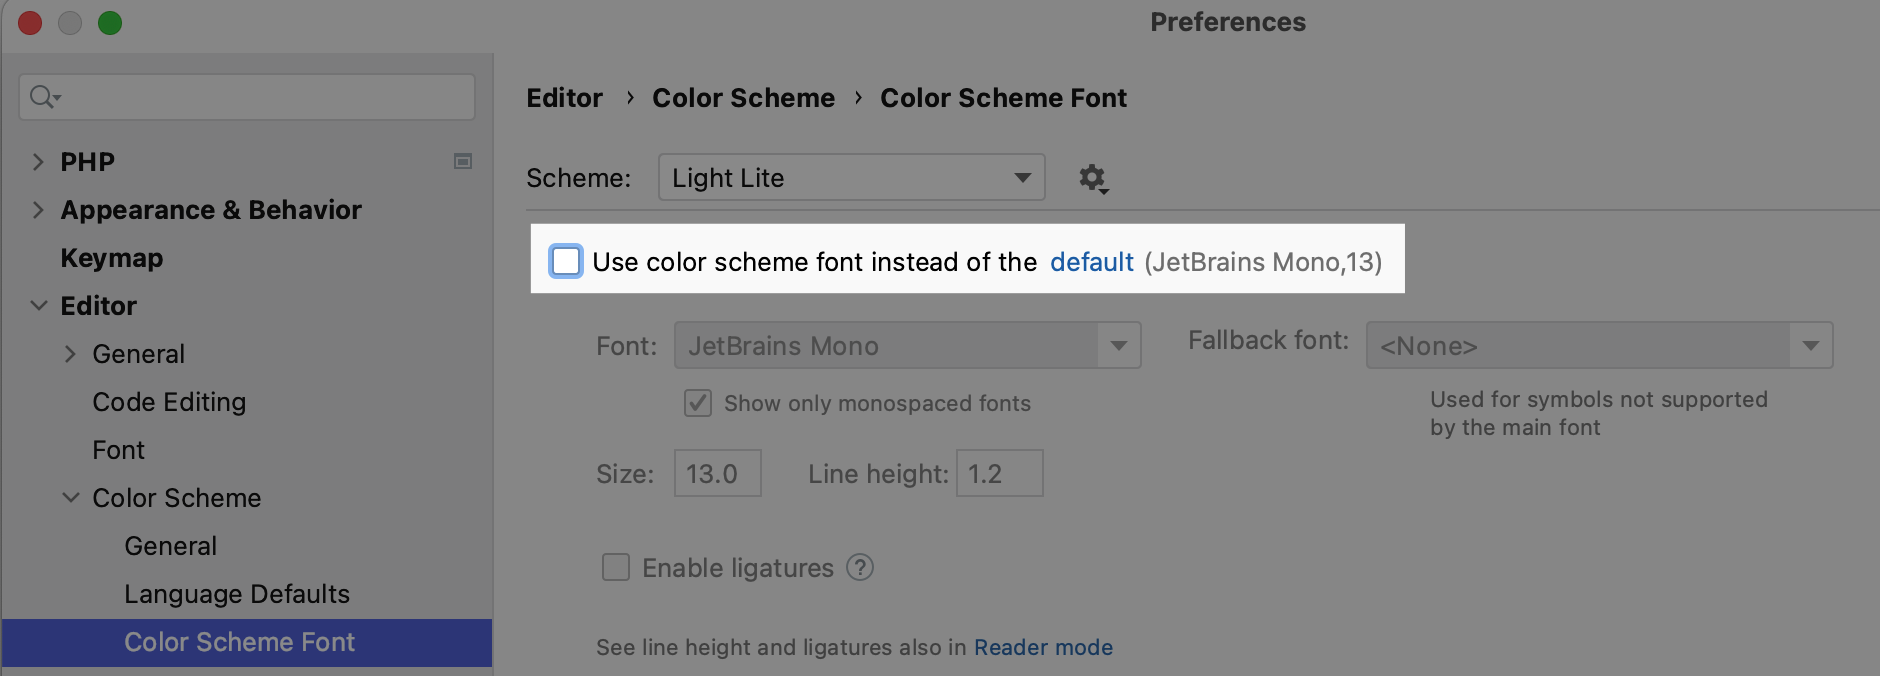 Preferences
PHP
Appearance & Behavior
Keymap
Editor
General
Code Editing
Font
Color Scheme
General
Language Defaults
Color Scheme Font
Editor › Color Scheme › Color Scheme Font
Scheme: Light Lite
Use color scheme font instead of the default (JetBrains Mono,13)
Font: JetBrains Mono
Fallback font: <None>
Show only monospaced fonts
Used for symbols not supported
by the main font
Size: 13.0 Line height: 1.2
Enable ligatures ?
See line height and ligatures also in Reader mode